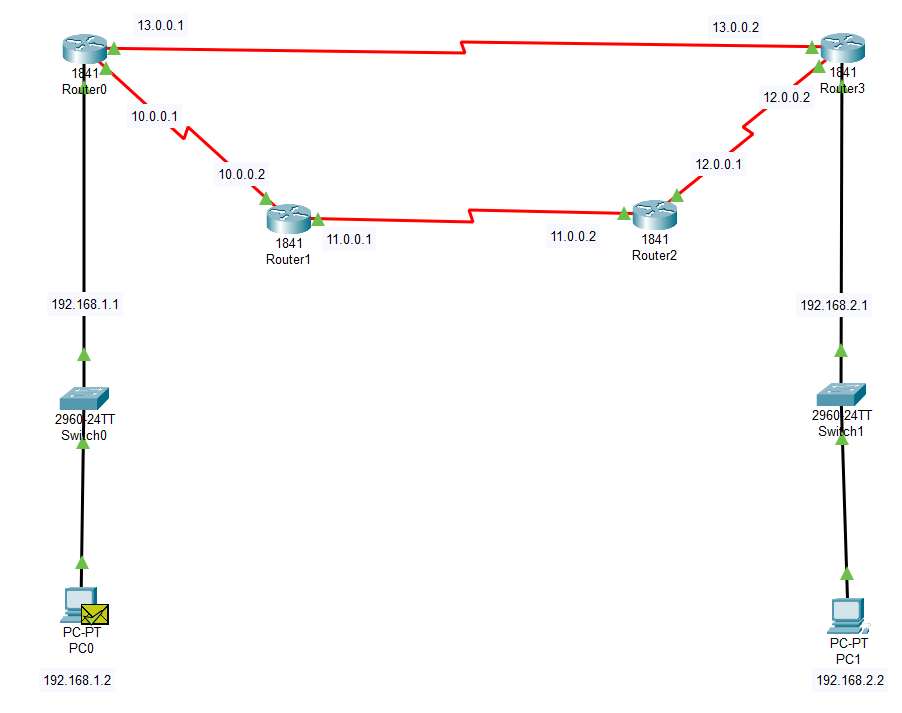 13.0.0.1
13.0.0.2
1841
Router0
1841
Router3
10.0.0.1
12.0.0.2
10.0.0.2
12.0.0.1
1841
Router1
11.0.0.1
11.0.0.2
1841
Router2
192.168.1.1
192.168.2.1
2960-24TT
Switch0
2960-24TT
Switch1
PC-PT
PC0
PC-PT
PC1
192.168.1.2
192.168.2.2